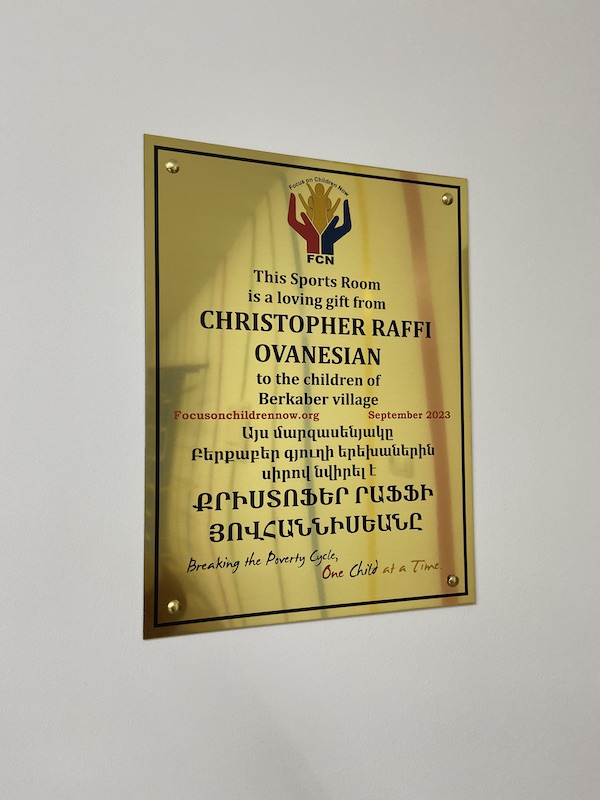 Focus on Children Now
FCN
This Sports Room
is a loving gift from
CHRISTOPHER RAFFI
OVANESIAN
to the children of
Berkaber village
Focusonchildrennow.org September 2023
Այս մարզասենյակը
Բերքաբեր գյուղի երեխաներին
սիրով նվիրել է
ՔՐԻՍՏՈՖԵՐ ՐԱՖՖԻ
ՅՈՎՀԱՆՆԻՍԵԱՆԸ
Breaking the Poverty Cycle,
One Child at a Time.